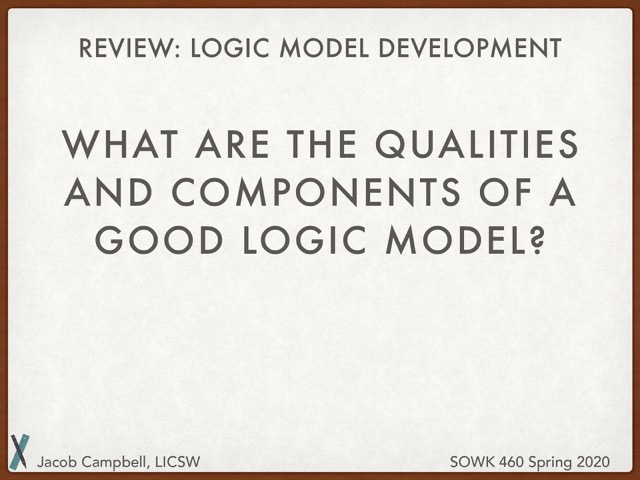 REVIEW: LOGIC MODEL DEVELOPMENT
WHAT ARE THE QUALITIES
AND COMPONENTS OF A
GOOD LOGIC MODEL?
Jacob Campbell, LICSW
SOWK 460 Spring 2020